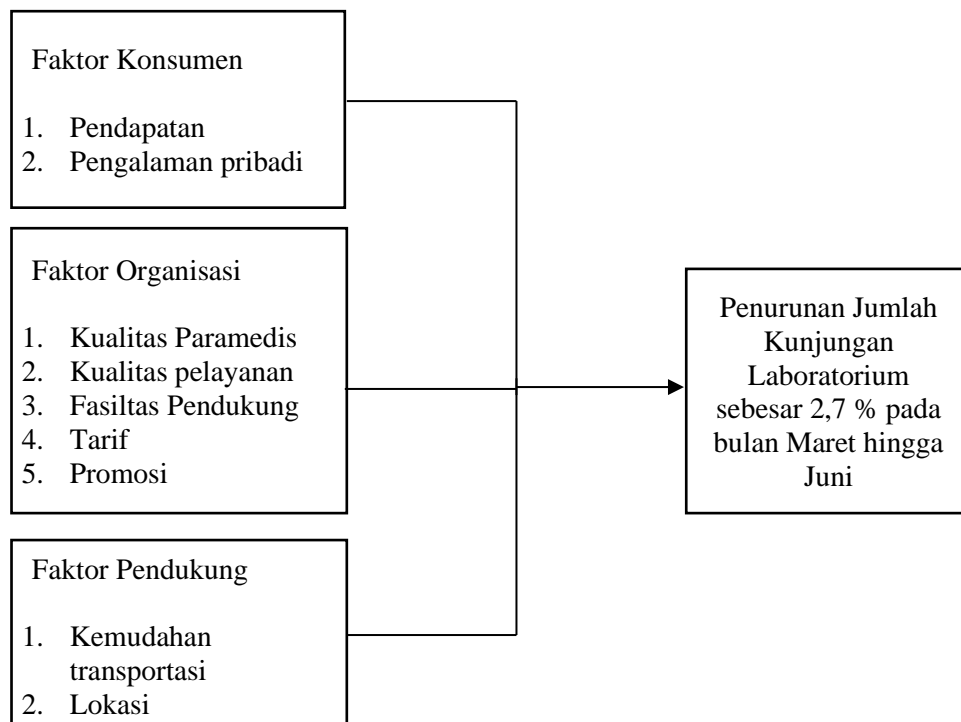 Faktor Konsumen
1. Pendapatan
2. Pengalaman pribadi
Faktor Organisasi
1. Kualitas Paramedis
2. Kualitas pelayanan
3. Fasiltas Pendukung
4. Tarif
5. Promosi
Faktor Pendukung
1. Kemudahan
transportasi
2. Lokasi
Penurunan Jumlah
Kunjungan
Laboratorium
sebesar 2,7 % pada
bulan Maret hingga
Juni